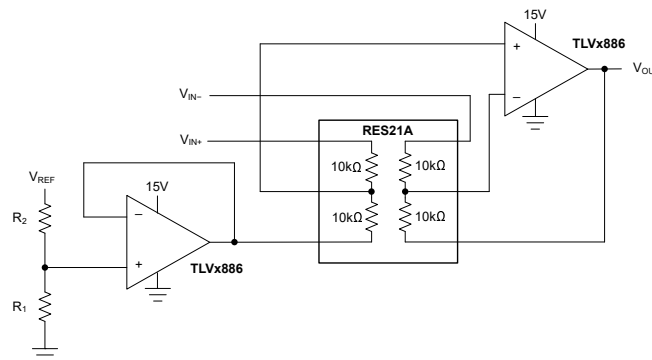 15V
TLVx886
+
−
V_OU
V_IN−
V_IN+
RES21A
10kΩ
10kΩ
10kΩ
10kΩ
V_REF
15V
−
+
TLVx886
R_2
R_1